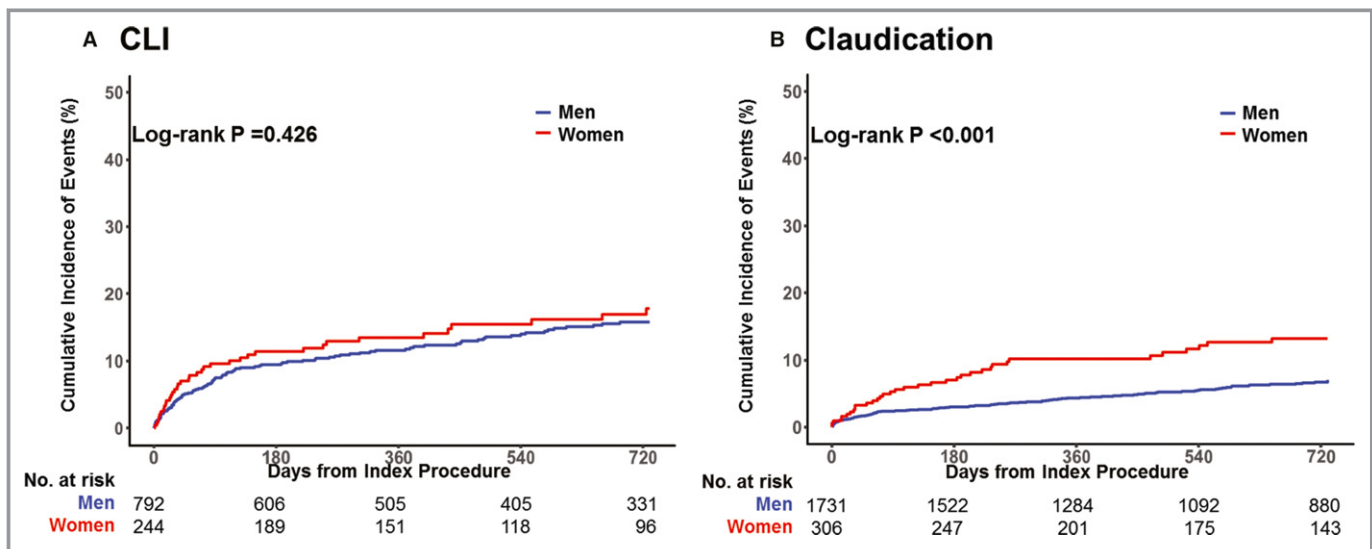 A CLI
Cumulative Incidence of Events (%)
50
40
30
20
10
0
Log-rank P =0.426
Men
Women
0 180 360 540 720
Days from Index Procedure
No. at risk
Men 792 606 505 405 331
Women 244 189 151 118 96
B Claudication
Cumulative Incidence of Events (%)
50
40
30
20
10
0
Log-rank P <0.001
Men
Women
0 180 360 540 720
Days from Index Procedure
No. at risk
Men 1731 1522 1284 1092 880
Women 306 247 201 175 143